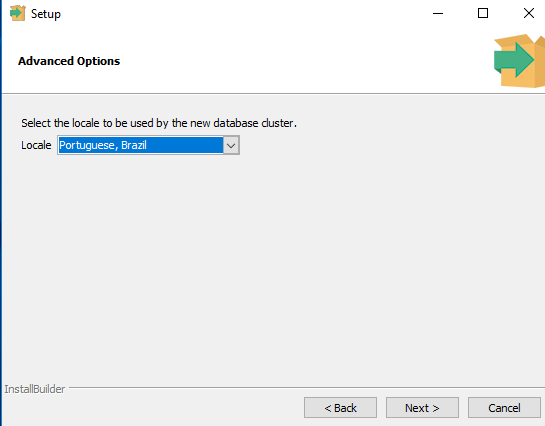 Setup
Advanced Options
Select the locale to be used by the new database cluster.
Locale Portuguese, Brazil
InstallBuilder
< Back Next > Cancel